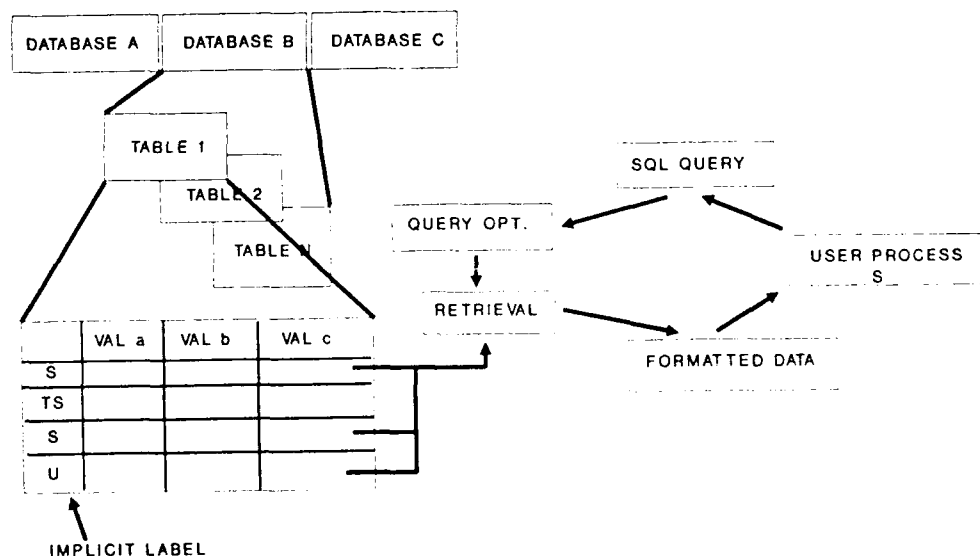 DATABASE A
DATABASE B
DATABASE C
TABLE 1
TABLE 2
TABLE N
SQL QUERY
QUERY OPT.
USER PROCESS
S
RETRIEVAL
FORMATTED DATA
VAL a
VAL b
VAL c
S
TS
S
U
IMPLICIT LABEL